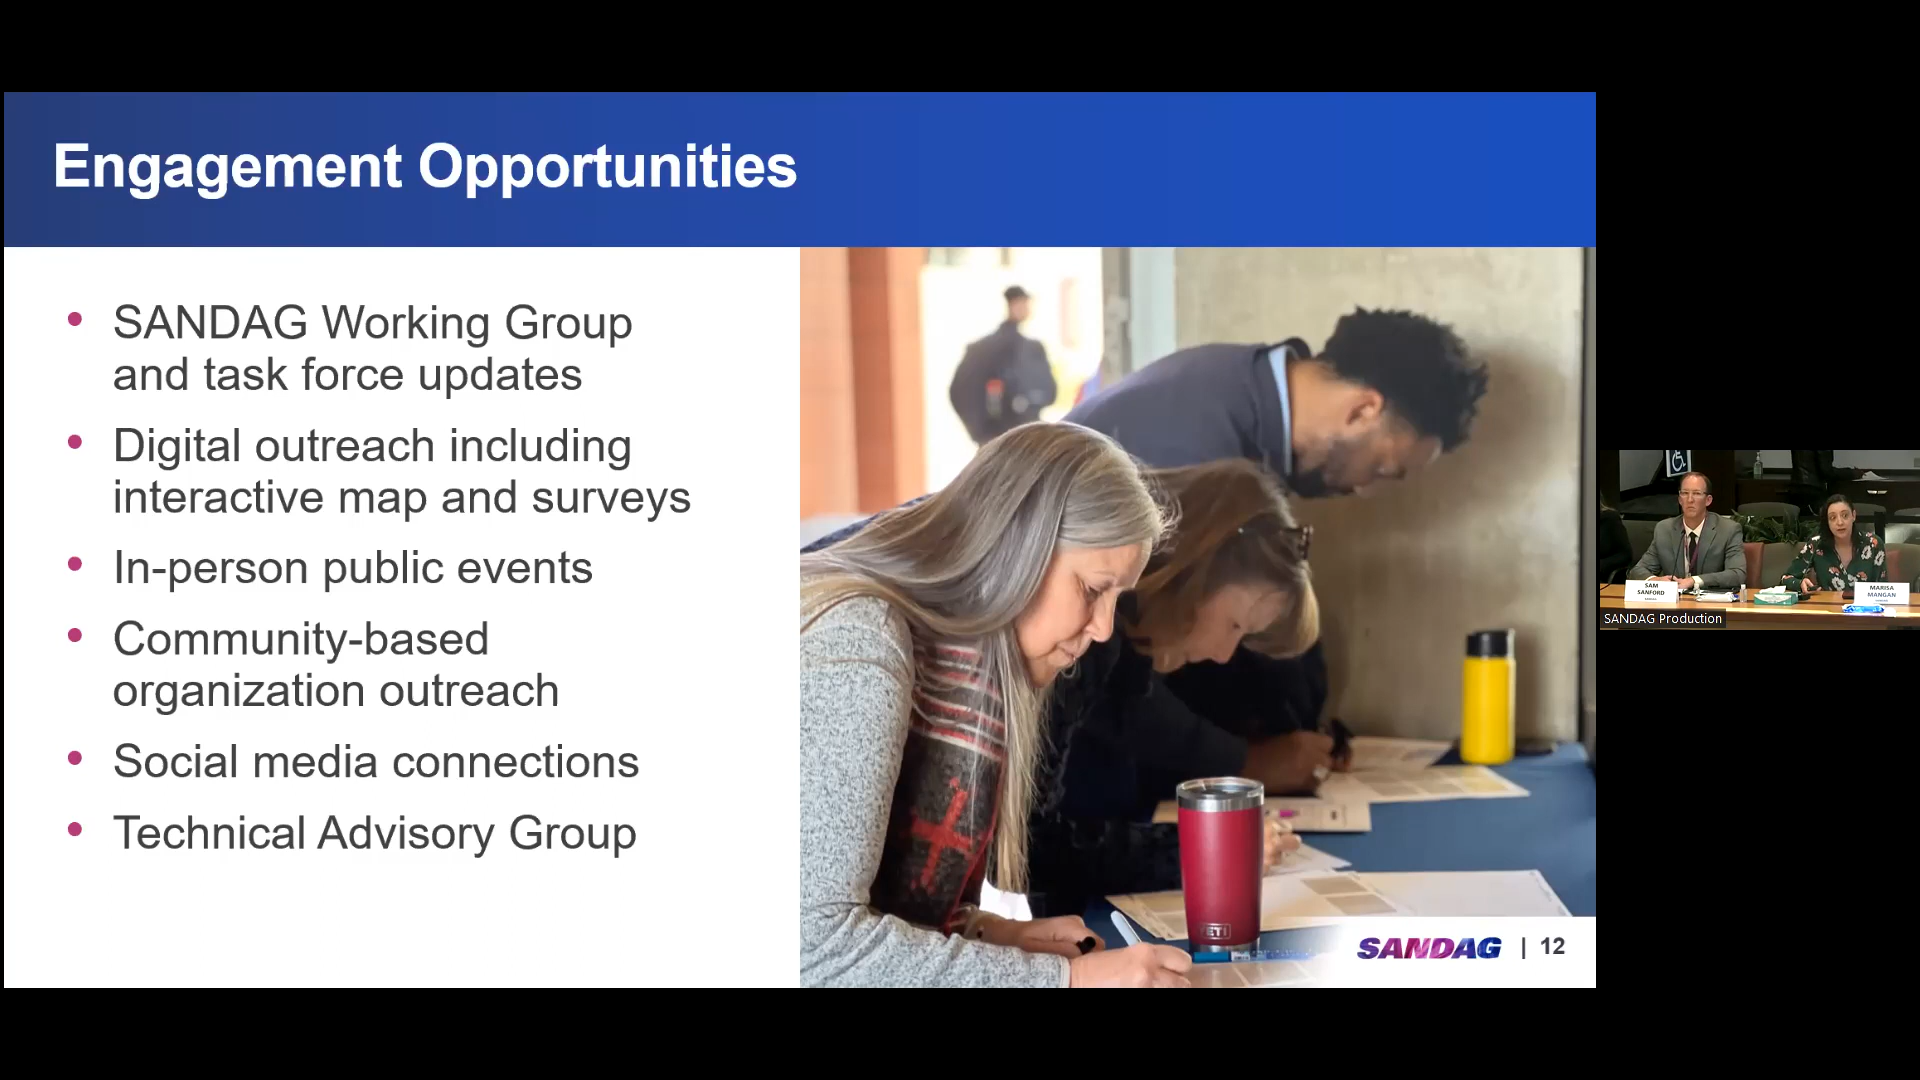 Engagement Opportunities
• SANDAG Working Group
and task force updates
• Digital outreach including
interactive map and surveys
• In-person public events
• Community-based
organization outreach
• Social media connections
• Technical Advisory Group
YETI
SANDAG | 12
SAM
SANFORD
MARISA
MANGAN
SANDAG Production